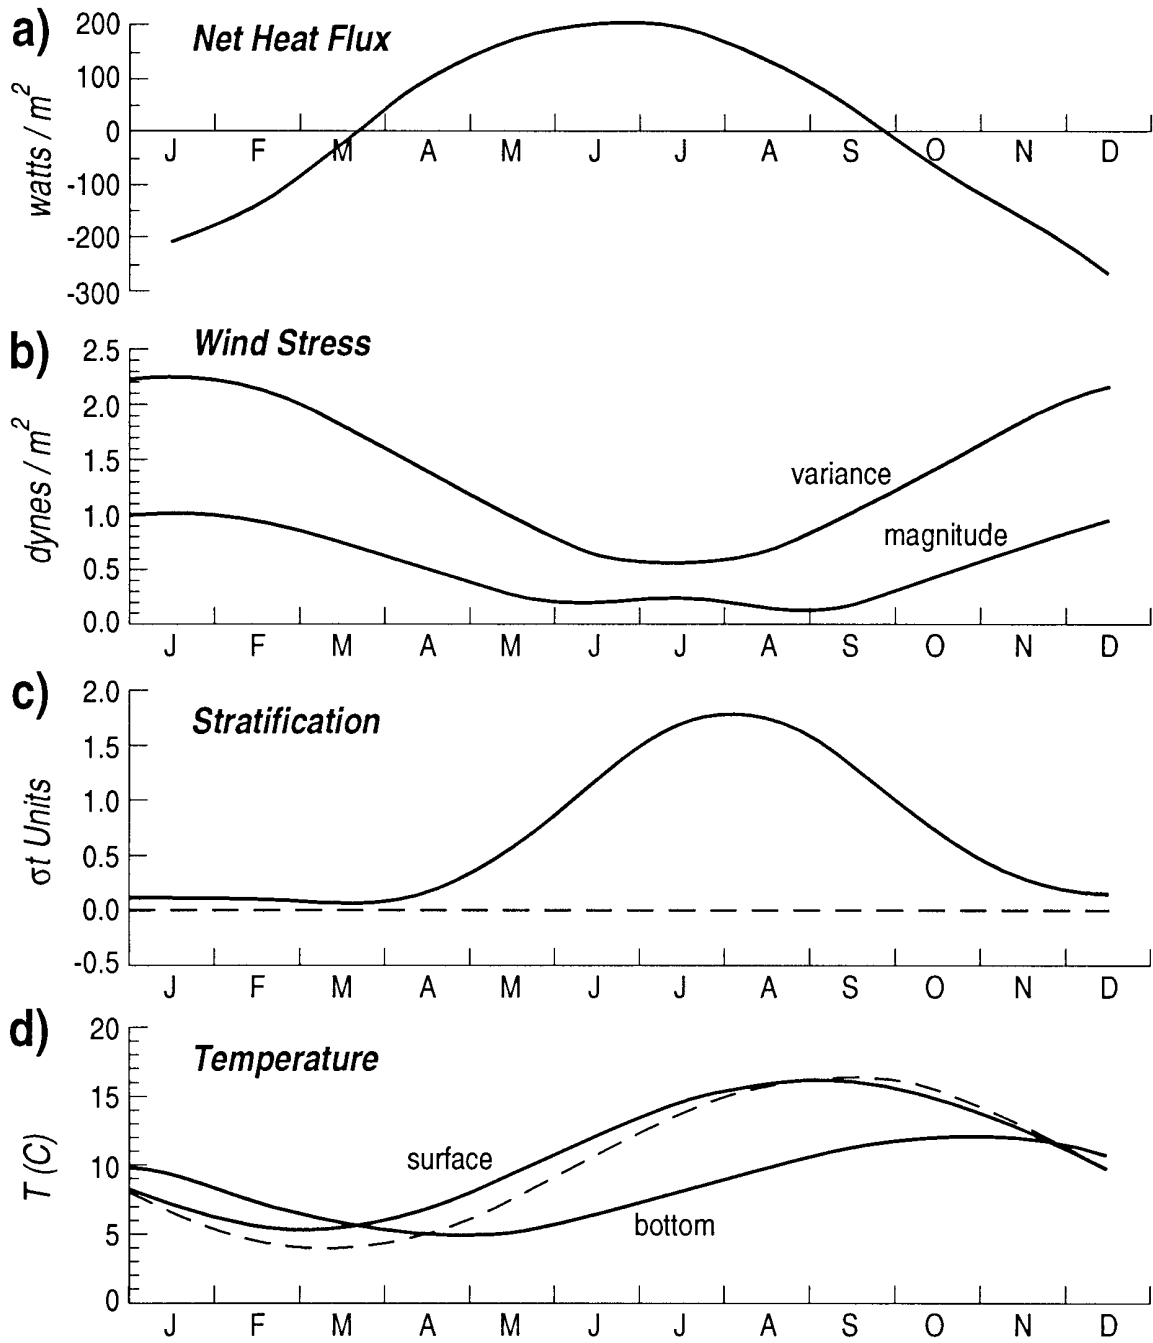 a)
Net Heat Flux
watts / m²
200
100
0
-100
-200
-300
J F M A M J J A S O N D
b)
Wind Stress
dynes / m²
2.5
2.0
1.5
1.0
0.5
0.0
variance
magnitude
J F M A M J J A S O N D
c)
Stratification
σt Units
2.0
1.5
1.0
0.5
0.0
-0.5
J F M A M J J A S O N D
d)
Temperature
T (C)
20
15
10
5
0
surface
bottom
J F M A M J J A S O N D